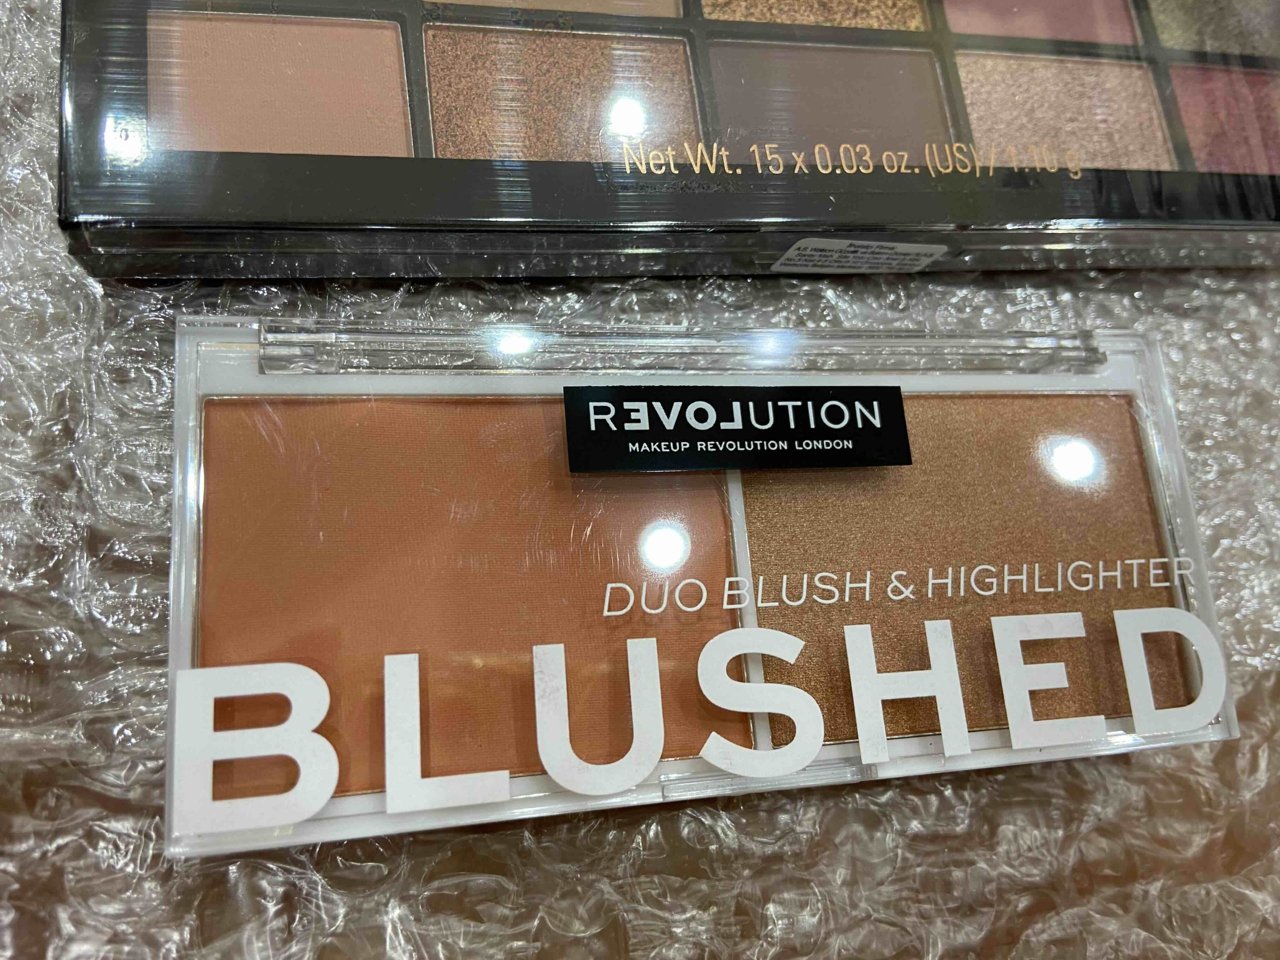 Net Wt. 15 x 0.03 oz. (US) / 1.10 g
REVOLUTION
MAKEUP REVOLUTION LONDON
DUO BLUSH & HIGHLIGHTER
BLUSHED